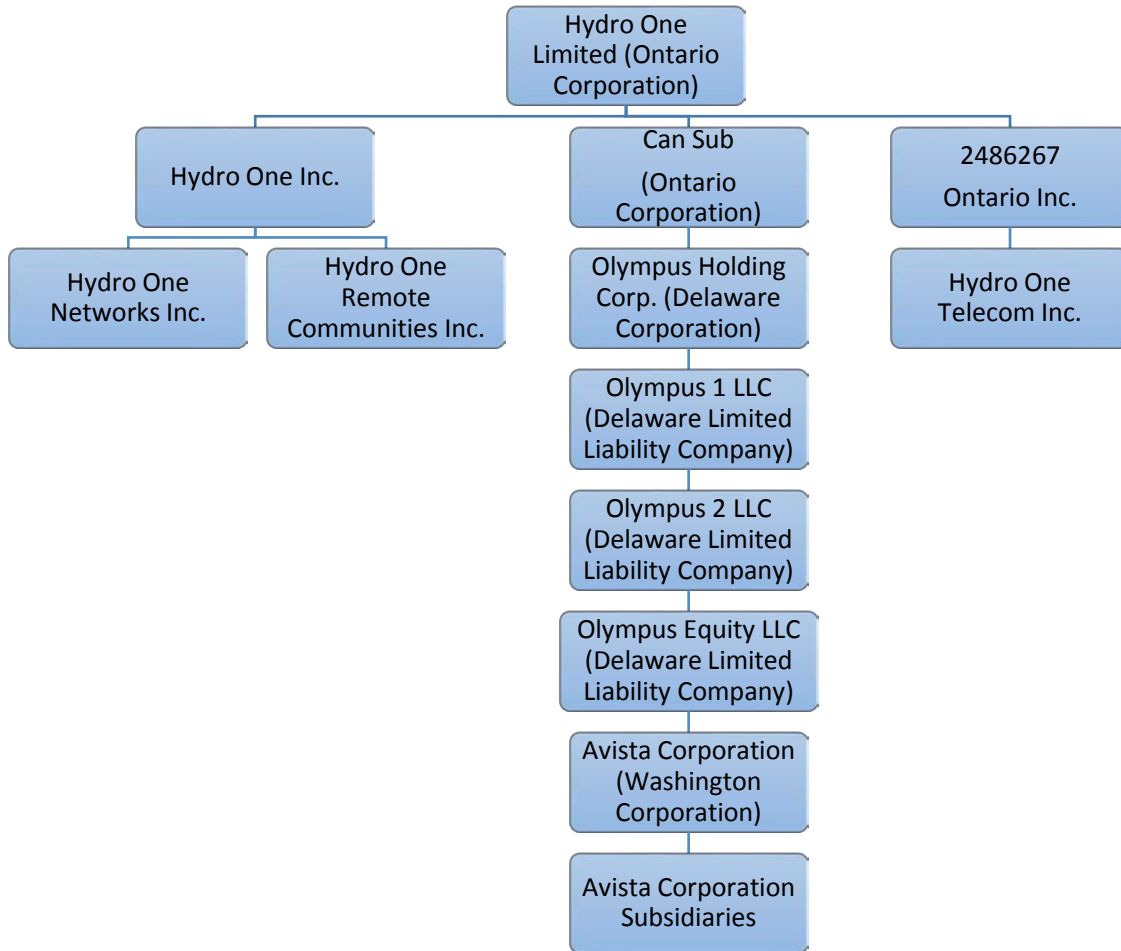 Hydro One
Limited (Ontario
Corporation)
Hydro One Inc.
Can Sub
(Ontario
Corporation)
2486267
Ontario Inc.
Hydro One
Networks Inc.
Hydro One
Remote
Communities Inc.
Olympus Holding
Corp. (Delaware
Corporation)
Hydro One
Telecom Inc.
Olympus 1 LLC
(Delaware Limited
Liability Company)
Olympus 2 LLC
(Delaware Limited
Liability Company)
Olympus Equity LLC
(Delaware Limited
Liability Company)
Avista Corporation
(Washington
Corporation)
Avista Corporation
Subsidiaries